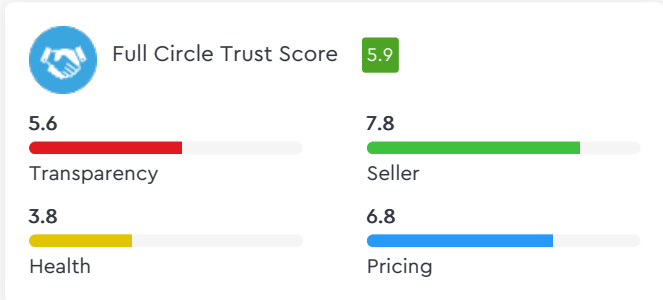 Full Circle Trust Score 5.9
5.6
Transparency
7.8
Seller
3.8
Health
6.8
Pricing